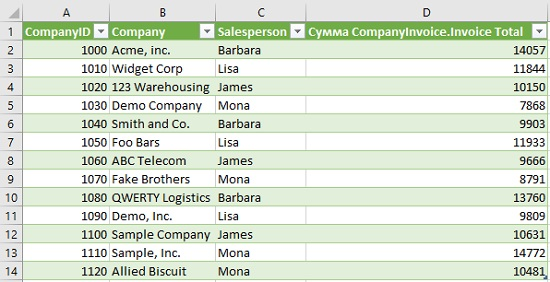 A B C D
1 CompanyID Company Salesperson Сумма CompanyInvoice.Invoice Total
2 1000 Acme, inc. Barbara 14057
3 1010 Widget Corp Lisa 11844
4 1020 123 Warehousing James 10150
5 1030 Demo Company Mona 7868
6 1040 Smith and Co. Barbara 9903
7 1050 Foo Bars Lisa 11933
8 1060 ABC Telecom James 9666
9 1070 Fake Brothers Mona 8791
10 1080 QWERTY Logistics Barbara 13760
11 1090 Demo, Inc. Lisa 9809
12 1100 Sample Company James 10631
13 1110 Sample, Inc. Mona 14772
14 1120 Allied Biscuit Mona 10481